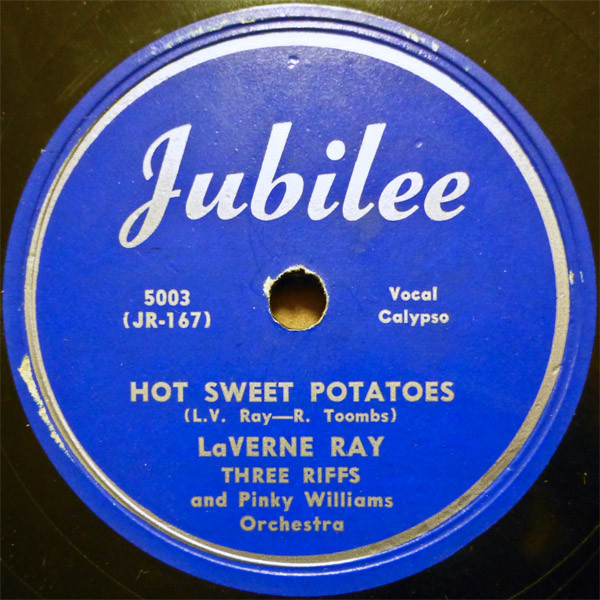 Jubilee
5003
(JR-167)
Vocal
Calypso
HOT SWEET POTATOES
(L.V. Ray—R. Toombs)
LaVERNE RAY
THREE RIFFS
and Pinky Williams
Orchestra